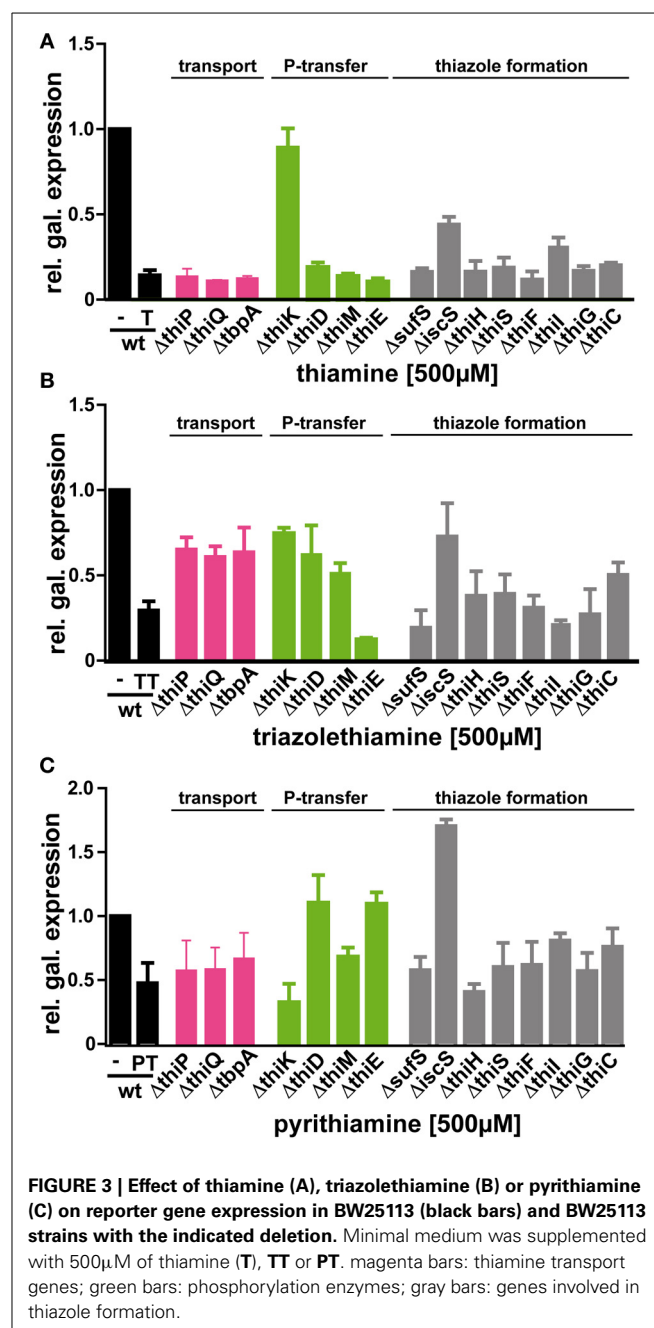 A
transport P-transfer thiazole formation
rel. gal. expression
1.5
1.0
0.5
0
- T
wt
ΔthiP ΔthiQ ΔtbpA ΔthiK ΔthiD ΔthiM ΔthiE ΔsufS ΔiscS ΔthiH ΔthiS ΔthiF ΔthiI ΔthiG ΔthiC
thiamine [500µM]
B
transport P-transfer thiazole formation
rel. gal. expression
1.5
1.0
0.5
0
- TT
wt
ΔthiP ΔthiQ ΔtbpA ΔthiK ΔthiD ΔthiM ΔthiE ΔsufS ΔiscS ΔthiH ΔthiS ΔthiF ΔthiI ΔthiG ΔthiC
triazolethiamine [500µM]
C
transport P-transfer thiazole formation
rel. gal. expression
2.0
1.5
1.0
0.5
0
- PT
wt
ΔthiP ΔthiQ ΔtbpA ΔthiK ΔthiD ΔthiM ΔthiE ΔsufS ΔiscS ΔthiH ΔthiS ΔthiF ΔthiI ΔthiG ΔthiC
pyrithiamine [500µM]
FIGURE 3 | Effect of thiamine (A), triazolethiamine (B) or pyrithiamine
(C) on reporter gene expression in BW25113 (black bars) and BW25113
strains with the indicated deletion. Minimal medium was supplemented
with 500µM of thiamine (T), TT or PT. magenta bars: thiamine transport
genes; green bars: phosphorylation enzymes; gray bars: genes involved in
thiazole formation.